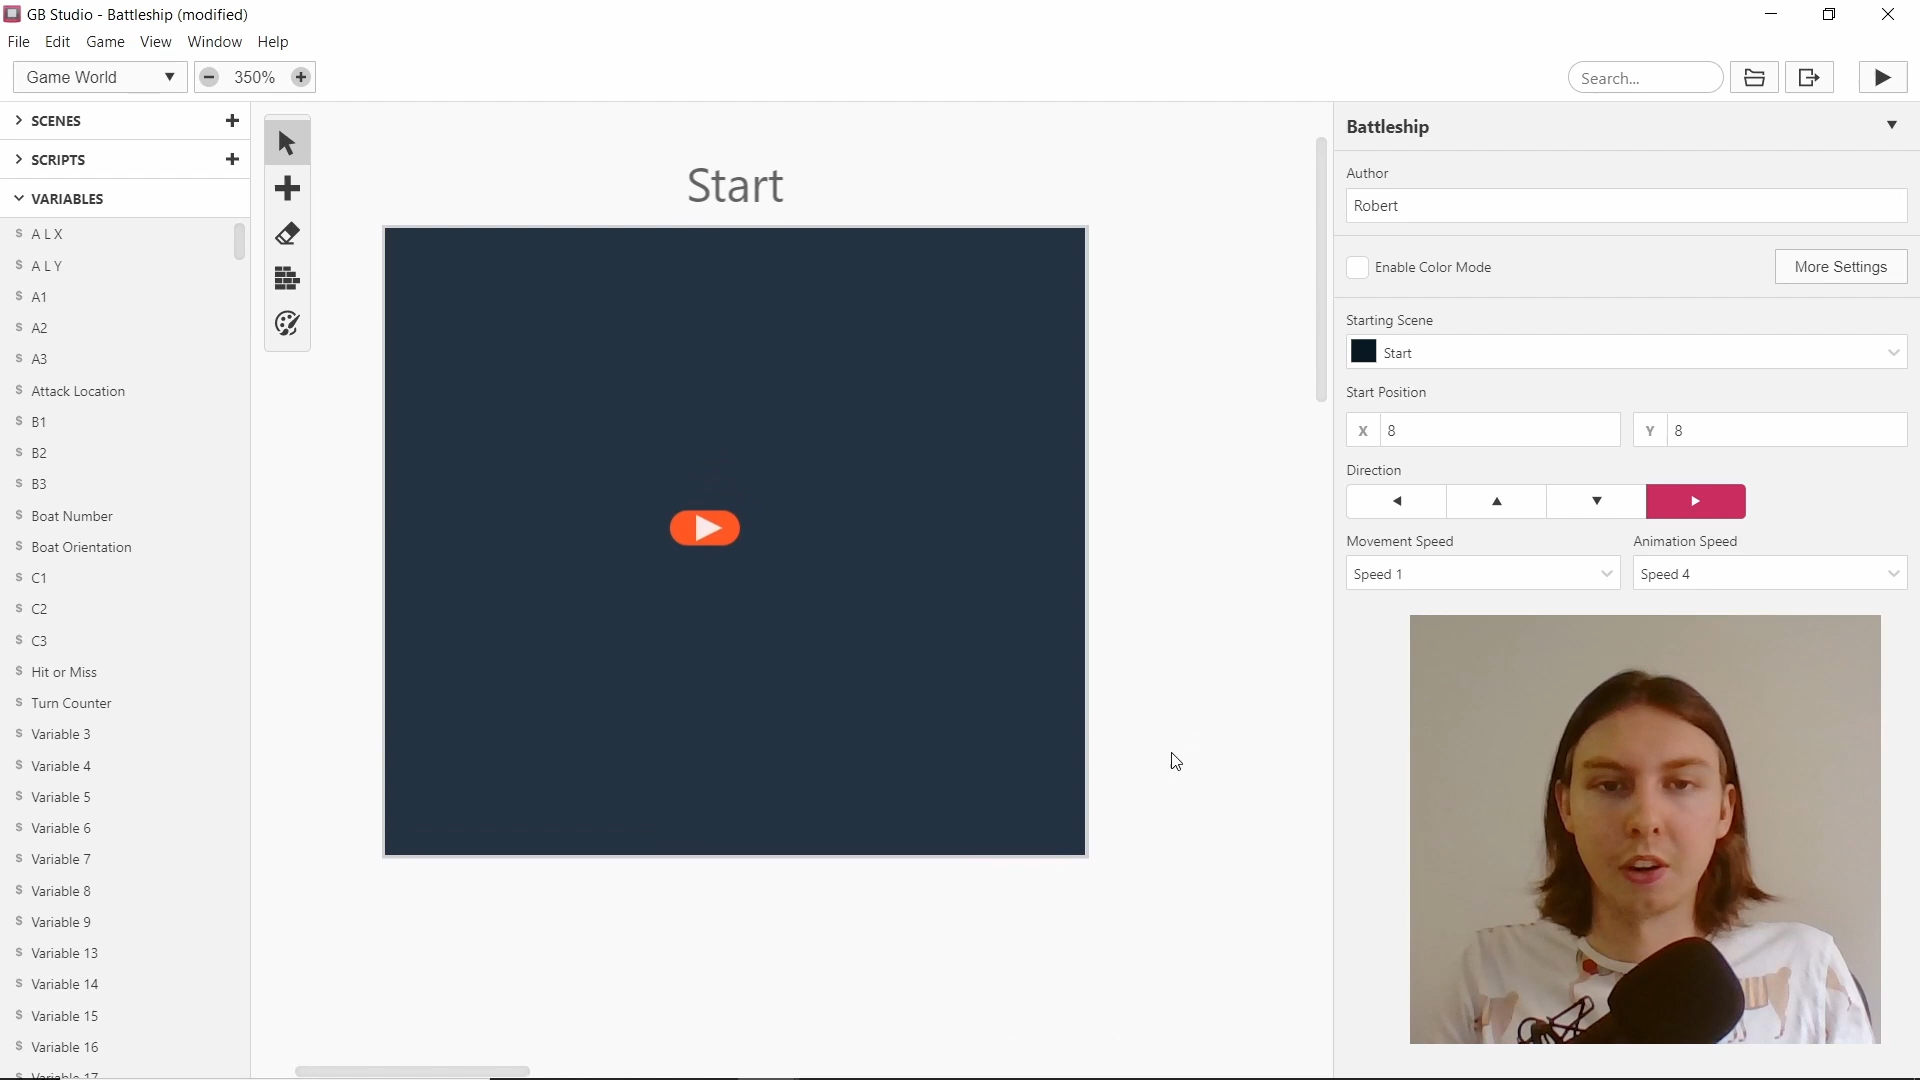 GB Studio - Battleship (modified)
File Edit Game View Window Help
Game World 350% Search...
SCENES
SCRIPTS
VARIABLES
$ A L X
$ A L Y
$ A1
$ A2
$ A3
$ Attack Location
$ B1
$ B2
$ B3
$ Boat Number
$ Boat Orientation
$ C1
$ C2
$ C3
$ Hit or Miss
$ Turn Counter
$ Variable 3
$ Variable 4
$ Variable 5
$ Variable 6
$ Variable 7
$ Variable 8
$ Variable 9
$ Variable 13
$ Variable 14
$ Variable 15
$ Variable 16
$ Variable 17
Start
Battleship
Author
Robert
Enable Color Mode More Settings
Starting Scene
Start
Start Position
X 8 Y 8
Direction
Movement Speed Animation Speed
Speed 1 Speed 4